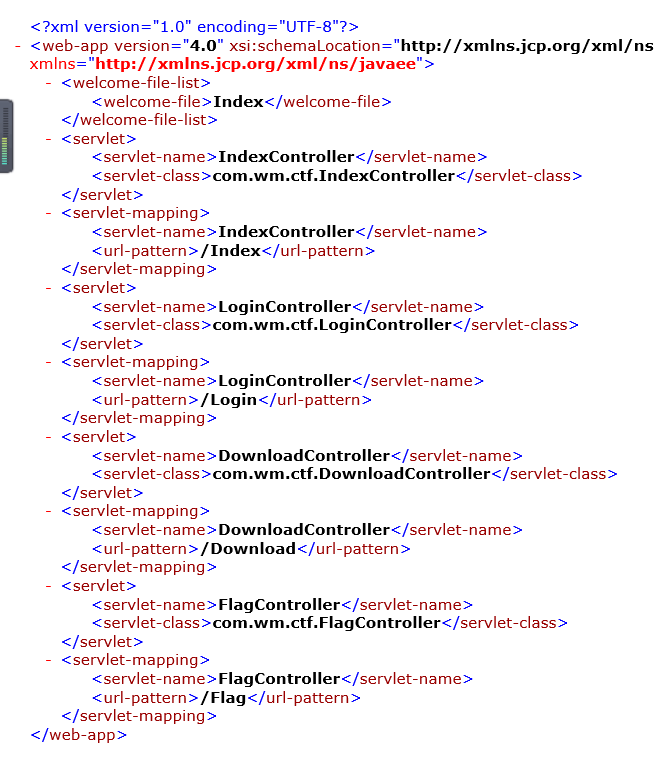 <?xml version="1.0" encoding="UTF-8"?>
- <web-app version="4.0" xsi:schemaLocation="http://xmlns.jcp.org/xml/ns
xmlns="http://xmlns.jcp.org/xml/ns/javaee">
- <welcome-file-list>
<welcome-file>Index</welcome-file>
</welcome-file-list>
- <servlet>
<servlet-name>IndexController</servlet-name>
<servlet-class>com.wm.ctf.IndexController</servlet-class>
</servlet>
- <servlet-mapping>
<servlet-name>IndexController</servlet-name>
<url-pattern>/Index</url-pattern>
</servlet-mapping>
- <servlet>
<servlet-name>LoginController</servlet-name>
<servlet-class>com.wm.ctf.LoginController</servlet-class>
</servlet>
- <servlet-mapping>
<servlet-name>LoginController</servlet-name>
<url-pattern>/Login</url-pattern>
</servlet-mapping>
- <servlet>
<servlet-name>DownloadController</servlet-name>
<servlet-class>com.wm.ctf.DownloadController</servlet-class>
</servlet>
- <servlet-mapping>
<servlet-name>DownloadController</servlet-name>
<url-pattern>/Download</url-pattern>
</servlet-mapping>
- <servlet>
<servlet-name>FlagController</servlet-name>
<servlet-class>com.wm.ctf.FlagController</servlet-class>
</servlet>
- <servlet-mapping>
<servlet-name>FlagController</servlet-name>
<url-pattern>/Flag</url-pattern>
</servlet-mapping>
</web-app>